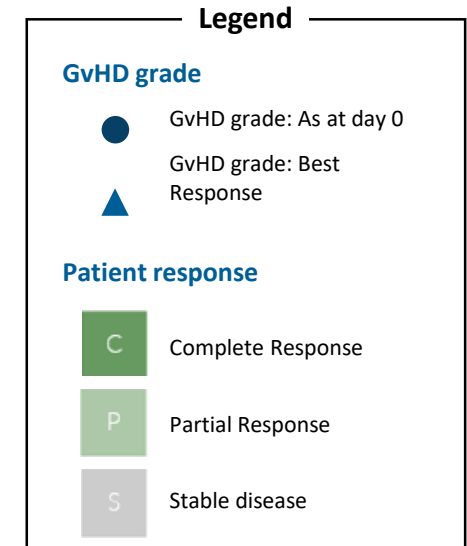 Legend
GvHD grade
GvHD grade: As at day 0
GvHD grade: Best
Response
Patient response
C
Complete Response
P
Partial Response
S
Stable disease